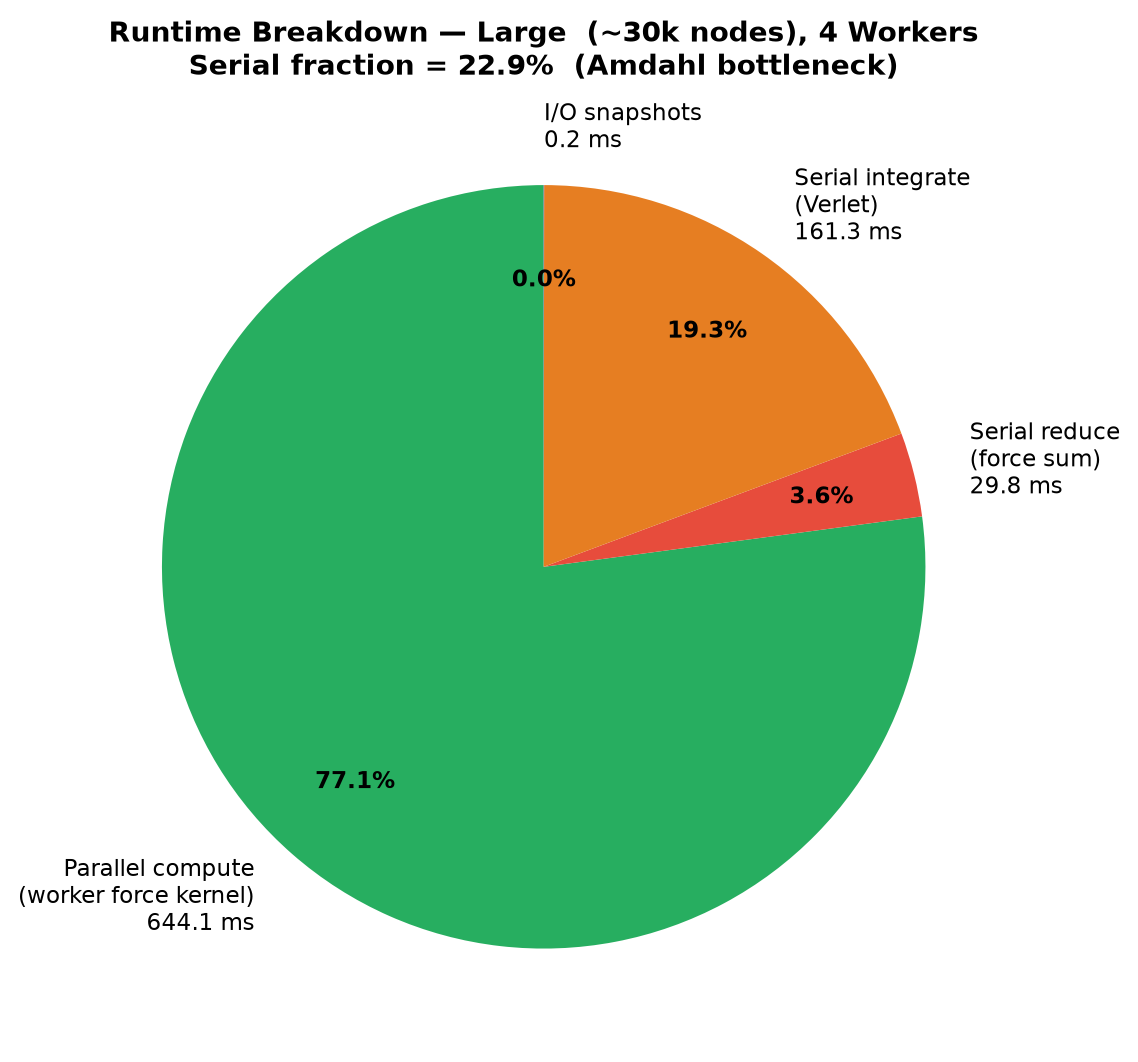 Runtime Breakdown — Large  (~30k nodes), 4 Workers
Serial fraction = 22.9%  (Amdahl bottleneck)
I/O snapshots
0.2 ms
Serial integrate
(Verlet)
161.3 ms
0.0%
19.3%
Serial reduce
(force sum)
29.8 ms
3.6%
77.1%
Parallel compute
(worker force kernel)
644.1 ms